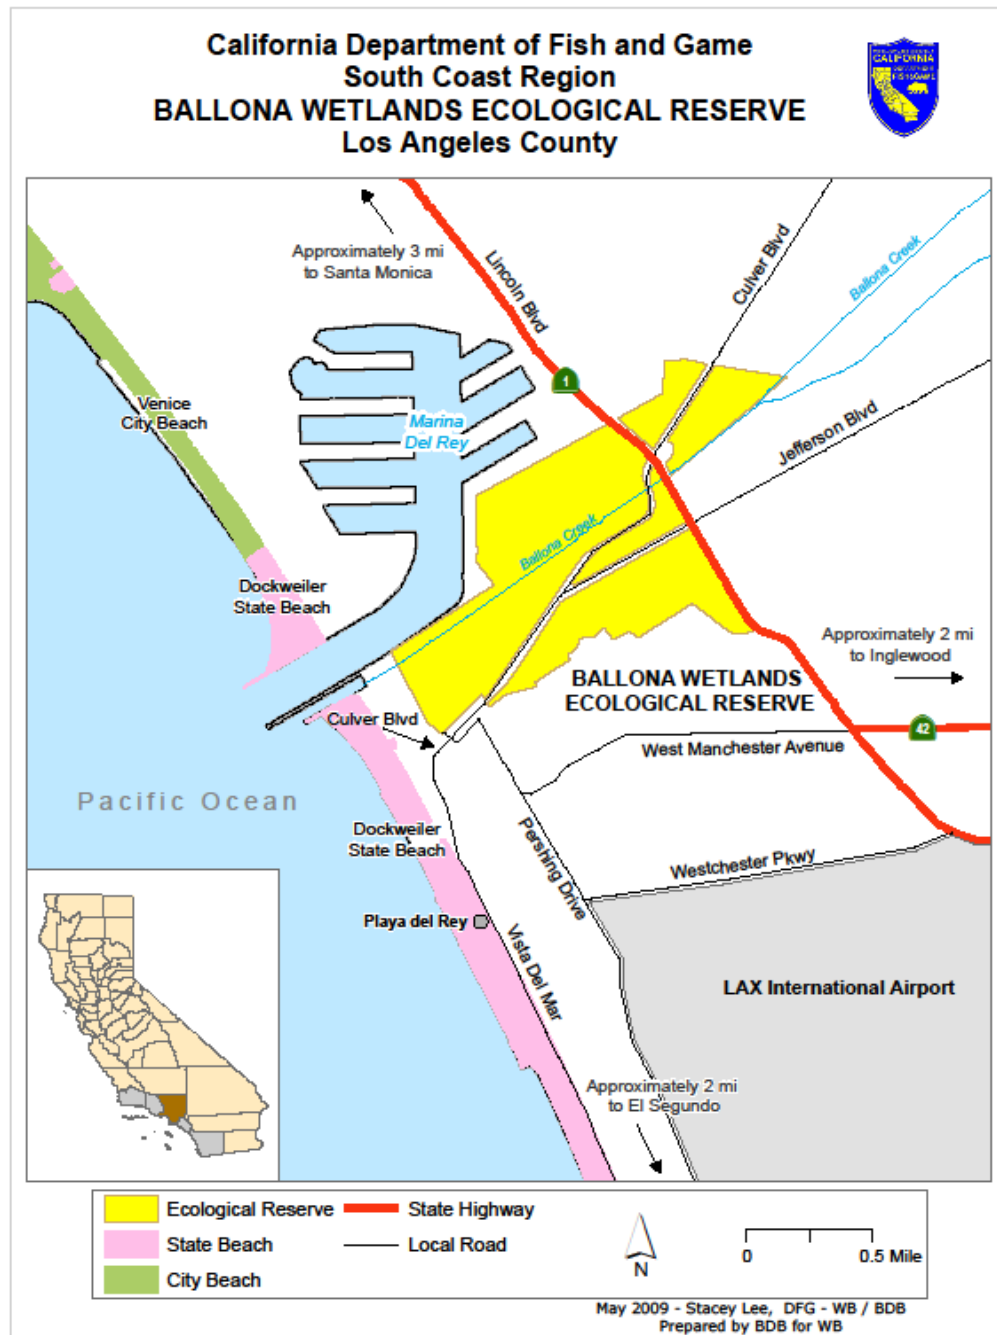 California Department of Fish and Game
South Coast Region
BALLONA WETLANDS ECOLOGICAL RESERVE
Los Angeles County
CALIFORNIA
FISH & GAME
Approximately 3 mi
to Santa Monica
Lincoln Blvd
Culver Blvd
Ballona Creek
1
Venice
City Beach
Marina
Del Rey
Jefferson Blvd
Ballona Creek
Dockweiler
State Beach
Approximately 2 mi
to Inglewood
BALLONA WETLANDS
ECOLOGICAL RESERVE
Culver Blvd
42
West Manchester Avenue
Pacific Ocean
Dockweiler
State Beach
Pershing Drive
Westchester Pkwy
Playa del Rey
Vista Del Mar
LAX International Airport
Approximately 2 mi
to El Segundo
Ecological Reserve
State Highway
State Beach
Local Road
City Beach
N
0
0.5 Mile
May 2009 - Stacey Lee, DFG - WB / BDB
Prepared by BDB for WB